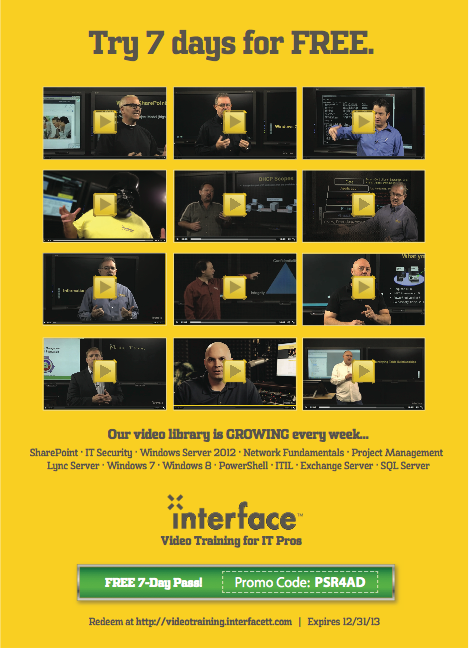 Try 7 days for FREE.
SharePoint
DHCP Scopes
Our video library is GROWING every week...
SharePoint · IT Security · Windows Server 2012 · Network Fundamentals · Project Management
Lync Server · Windows 7 · Windows 8 · PowerShell · ITIL · Exchange Server · SQL Server
interface™
Video Training for IT Pros
FREE 7-Day Pass! Promo Code: PSR4AD
Redeem at http://videotraining.interfacett.com | Expires 12/31/13